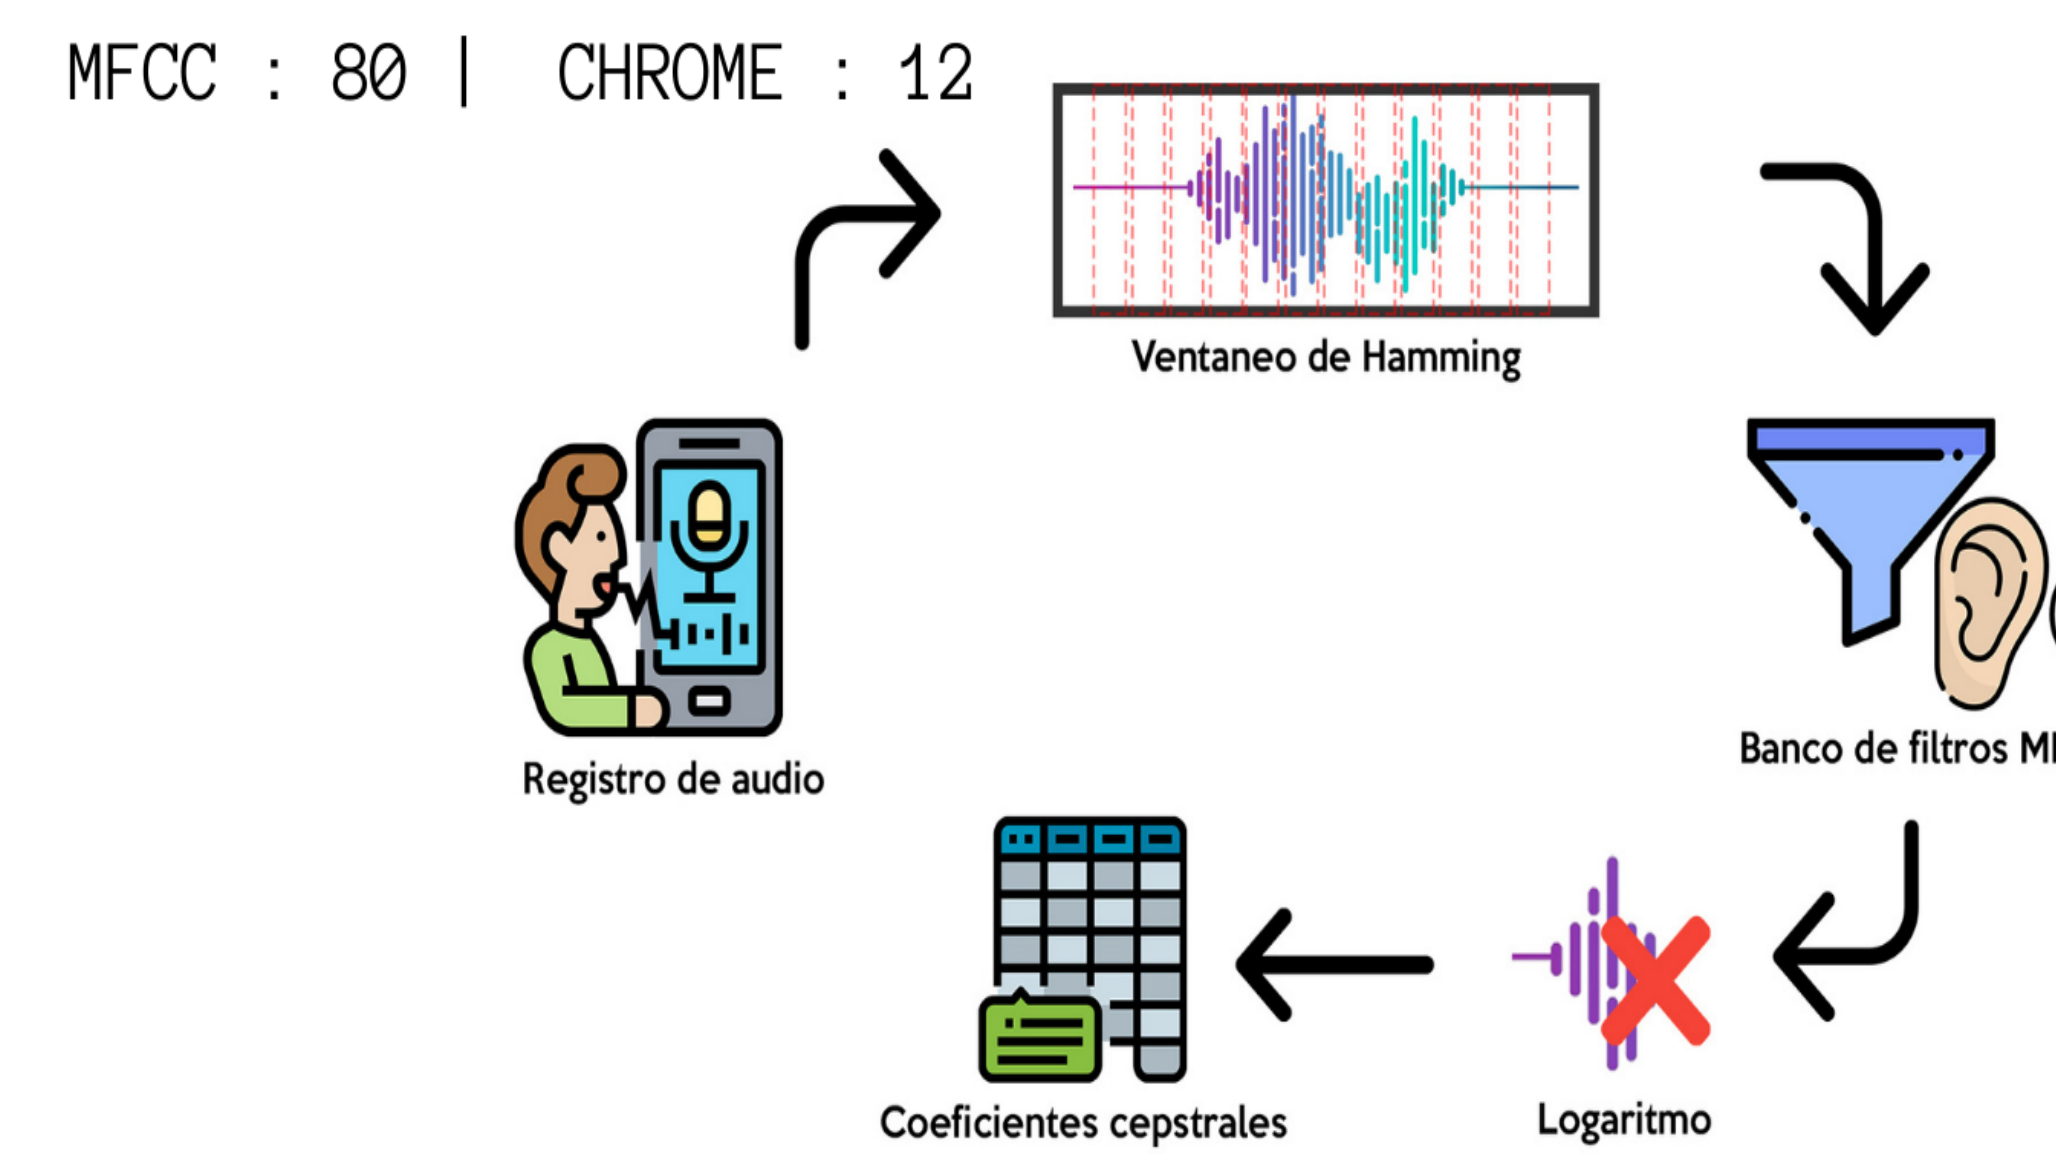 MFCC : 80 | CHROME : 12
Ventaneo de Hamming
Registro de audio
Banco de filtros
Coeficientes cepstrales
Logaritmo